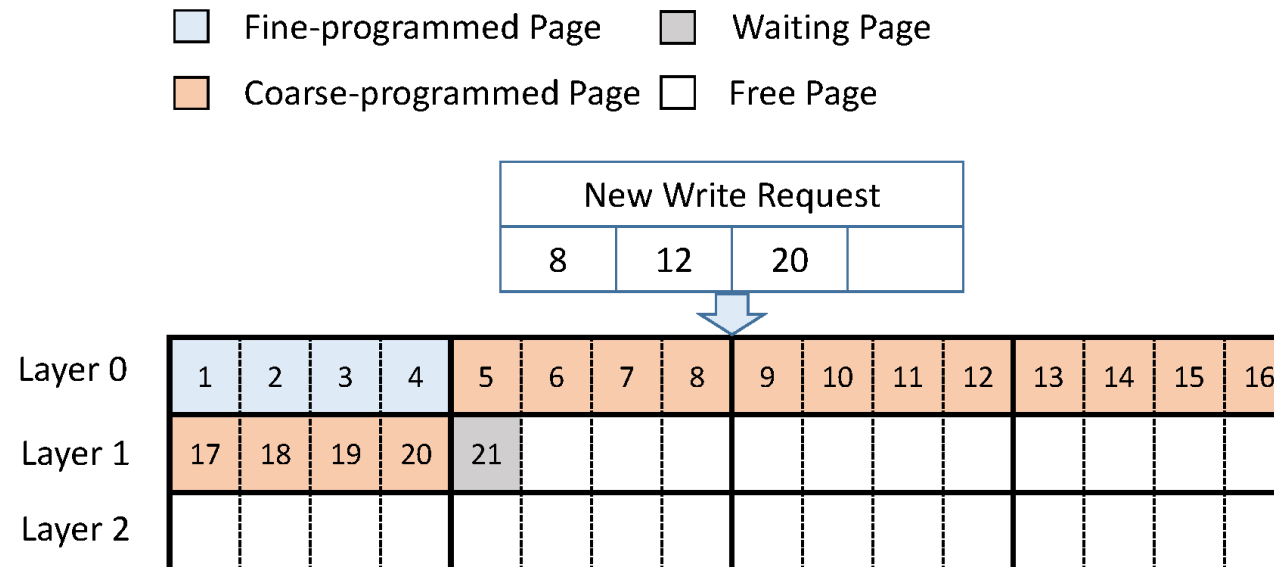 Fine-programmed Page Waiting Page
Coarse-programmed Page Free Page
New Write Request
8 12 20
Layer 0 1 2 3 4 5 6 7 8 9 10 11 12 13 14 15 16
Layer 1 17 18 19 20 21
Layer 2